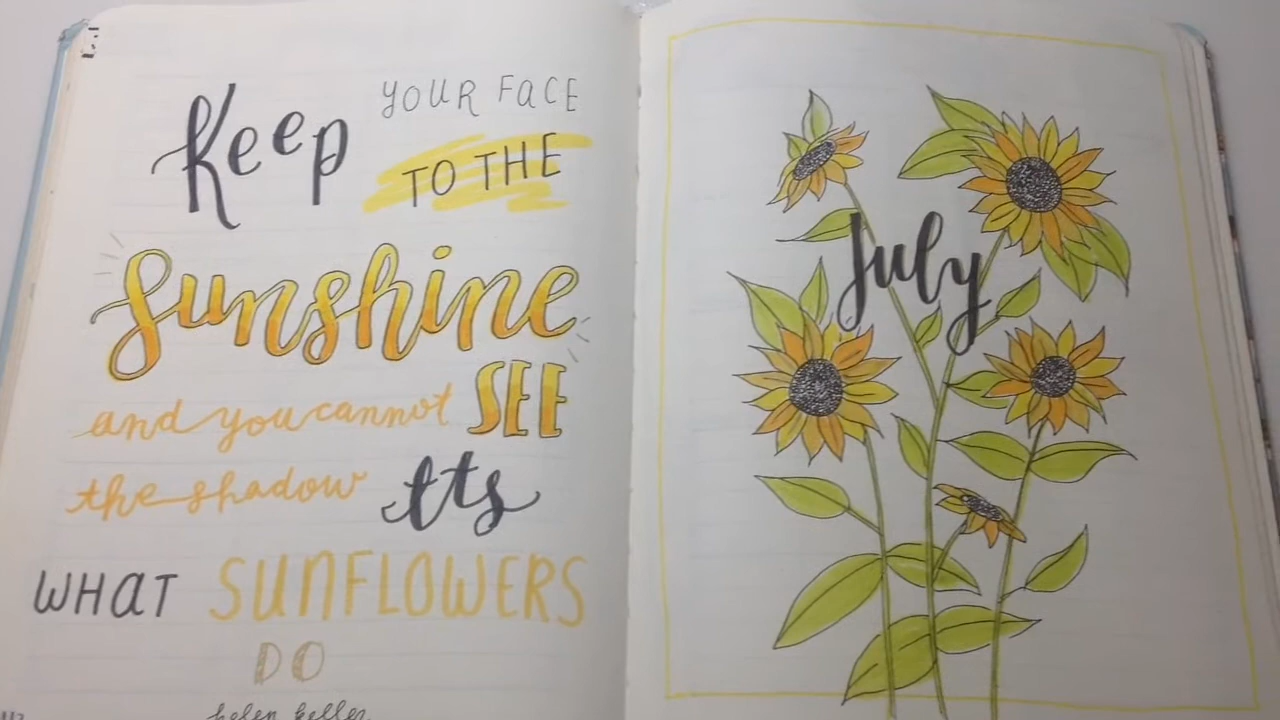 Keep YOUR FACE
TO THE
Sunshine
and you cannot SEE
the shadow Its
WHAT SUNFLOWERS
DO
helen keller
July